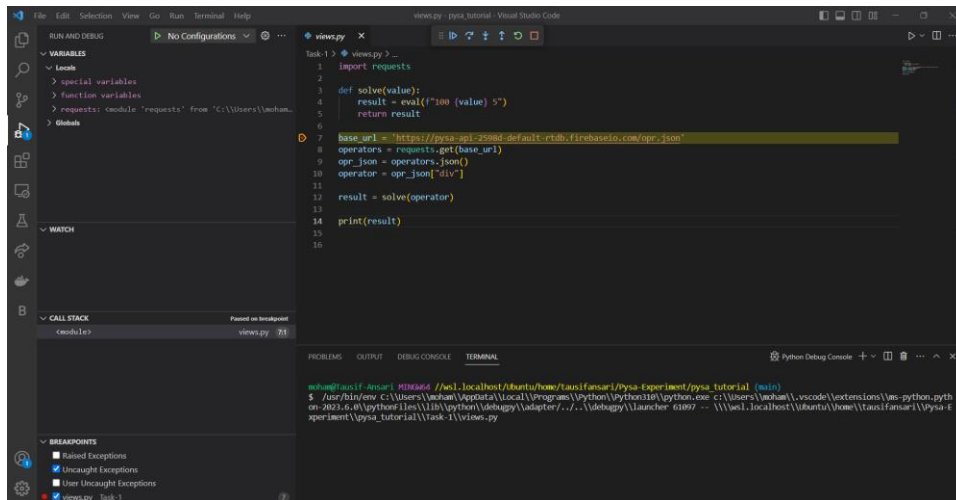 File Edit Selection View Go Run Terminal Help
views.py - pysa_tutorial - Visual Studio Code
RUN AND DEBUG
No Configurations
VARIABLES
Locals
special variables
function variables
requests: <module 'requests' from 'C:\\Users\\moham…
Globals
WATCH
CALL STACK
Paused on breakpoint
<module>
views.py 7:1
BREAKPOINTS
Raised Exceptions
Uncaught Exceptions
User Uncaught Exceptions
views.py Task-1 7
views.py
Task-1 > views.py > ...
1 import requests
2
3 def solve(value):
4 result = eval(f"100 {value} 5")
5 return result
6
7 base_url = 'https://pysa-api-2598d-default-rtdb.firebaseio.com/opr.json'
8 operators = requests.get(base_url)
9 opr_json = operators.json()
10 operator = opr_json["div"]
11
12 result = solve(operator)
13
14 print(result)
15
16
PROBLEMS OUTPUT DEBUG CONSOLE TERMINAL
Python Debug Console
moham@Tausif-Ansari MINGW64 //wsl.localhost/Ubuntu/home/tausifansari/Pysa-Experiment/pysa_tutorial (main)
$ /usr/bin/env C:\\Users\\moham\\AppData\\Local\\Programs\\Python\\Python310\\python.exe c:\\Users\\moham\\.vscode\\extensions\\ms-python.pyth
on-2023.6.0\\pythonFiles\\lib\\python\\debugpy\\adapter/../..\\debugpy\\launcher 61097 -- \\\\wsl.localhost\\Ubuntu\\home\\tausifansari\\Pysa-E
xperiment\\pysa_tutorial\\Task-1\\views.py